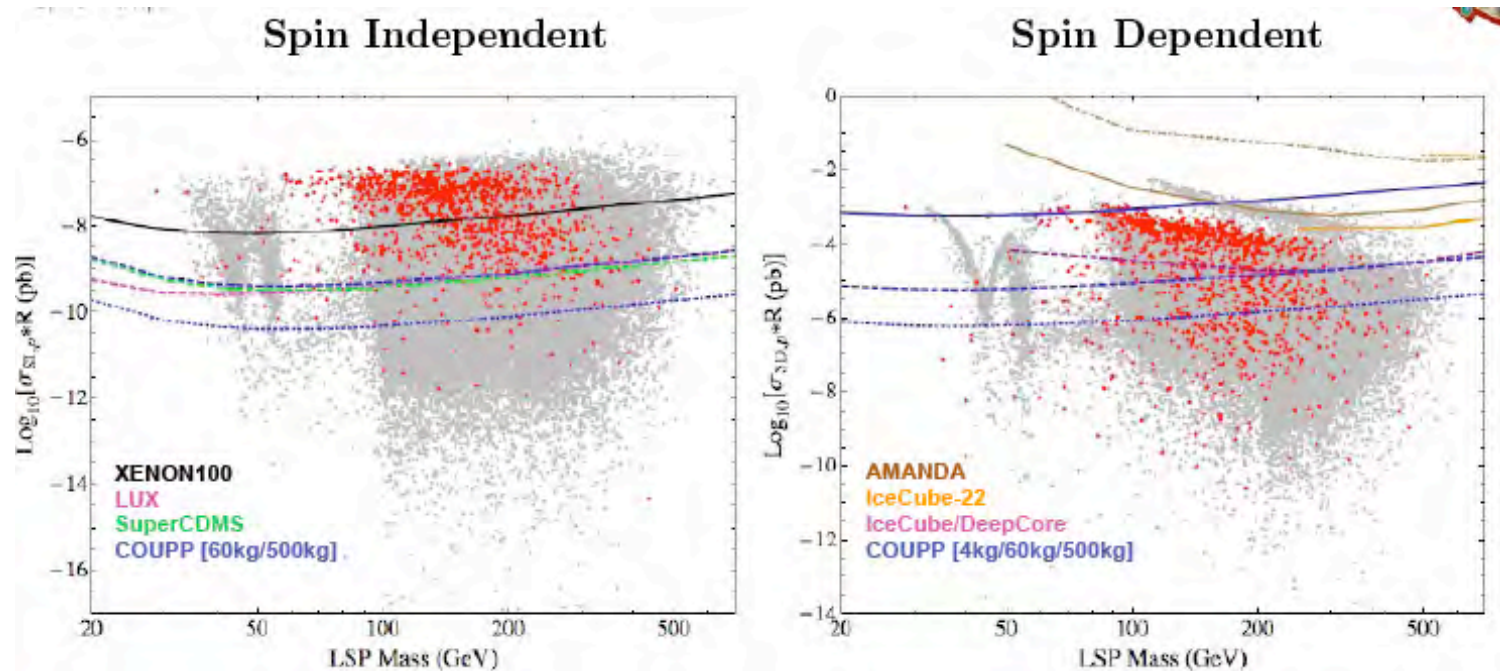 Spin Independent
Spin Dependent
−6
−8
−10
−12
−14
−16
Log₁₀[σ_SI,p*R (pb)]
XENON100
LUX
SuperCDMS
COUPP [60kg/500kg]
20
50
100
200
500
LSP Mass (GeV)
0
−2
−4
−6
−8
−10
−12
−14
Log₁₀[σ_SD,p*R (pb)]
AMANDA
IceCube-22
IceCube/DeepCore
COUPP [4kg/60kg/500kg]
20
50
100
200
500
LSP Mass (GeV)